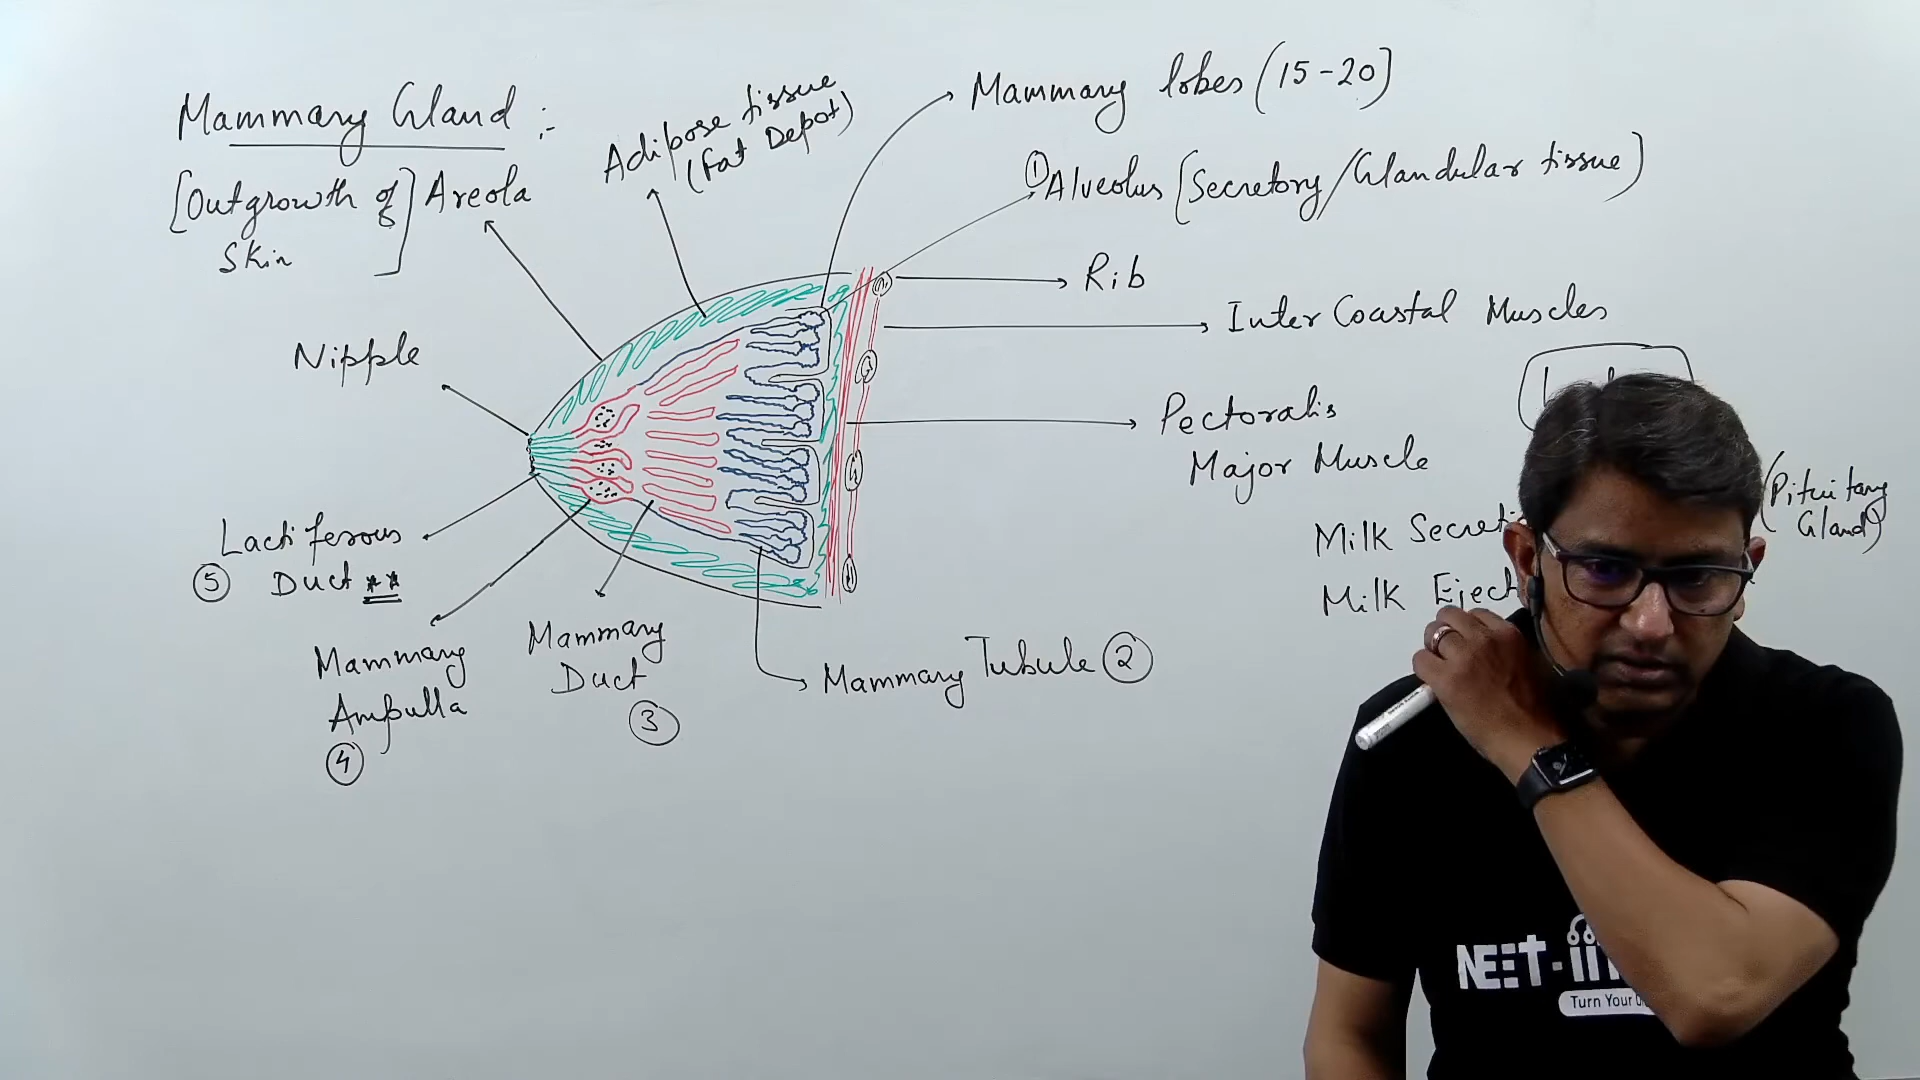 Mammary Gland :-
[Outgrowth of
Skin]
Areola
Adipose tissue
(Fat Depot)
Mammary lobes (15-20]
① Alveolus [Secretory/Glandular tissue)
Rib
Inter Coastal Muscles
Pectoralis
Major Muscle
Nipple
Lactiferous
⑤ Duct **
Mammary
Ampulla
④
Mammary
Duct
③
Mammary Tubule ②
Milk
(Pituitary
Gland)
Milk
NEET-
Turn Your